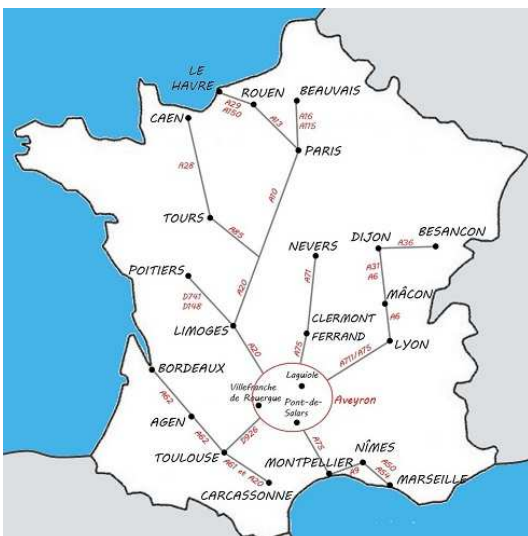 LE
HAVRE
ROUEN
BEAUVAIS
A29
A150
A13
A16
A115
CAEN
PARIS
A28
A10
TOURS
A85
NEVERS
DIJON
A36
BESANCON
POITIERS
A71
A31
A6
D741
D148
A20
MÂCON
LIMOGES
CLERMONT
FERRAND
A6
A20
A75
A711/A75
LYON
BORDEAUX
Laguiole
Villefranche
de Rouergue
Pont-de-
Salars
Aveyron
A62
AGEN
D926
A62
A75
TOULOUSE
NÎMES
MONTPELLIER
A61 et A20
A9
A50
A54
MARSEILLE
CARCASSONNE